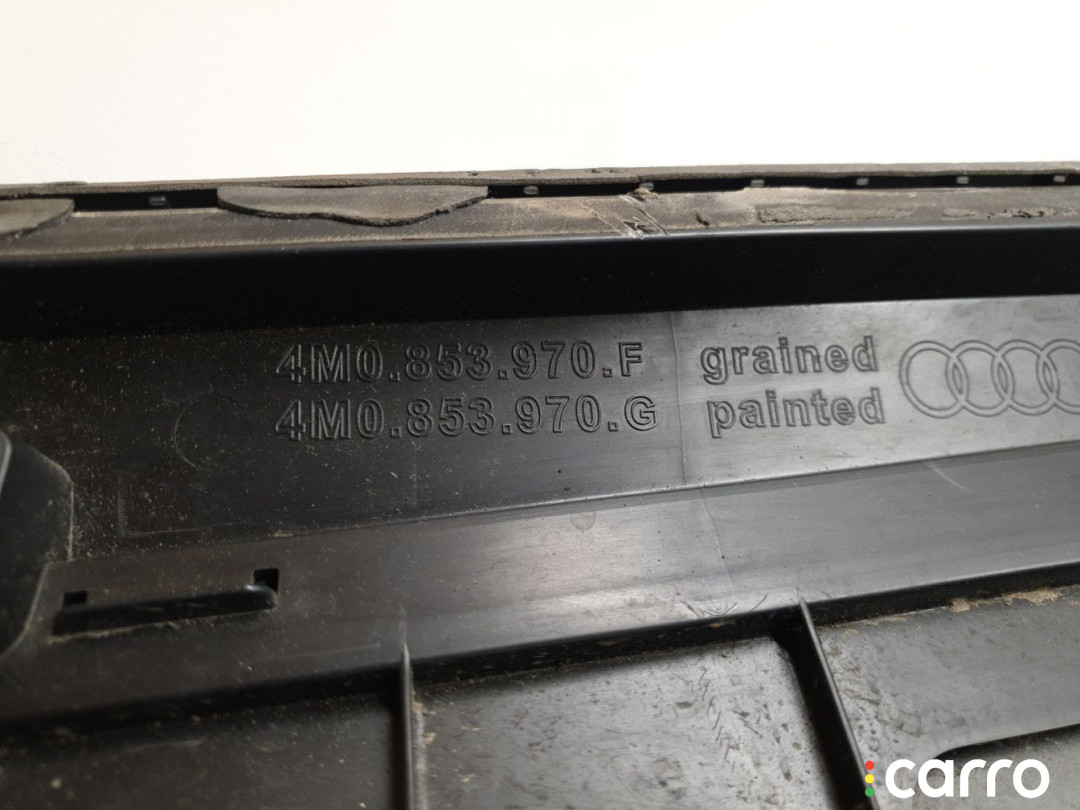 4M0.853.970.F grained
4M0.853.970.G painted
carro